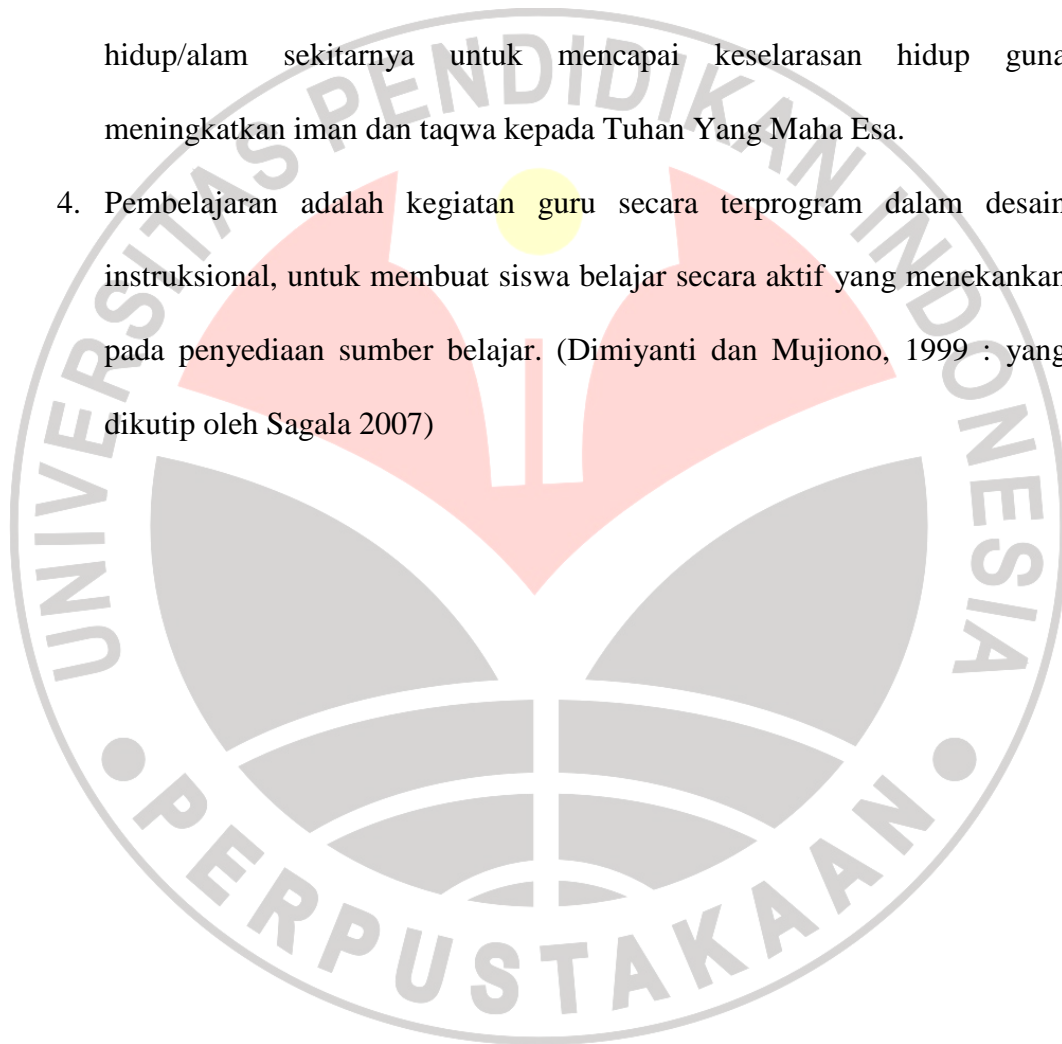 hidup/alam sekitarnya untuk mencapai keselarasan hidup guna
meningkatkan iman dan taqwa kepada Tuhan Yang Maha Esa.
4. Pembelajaran adalah kegiatan guru secara terprogram dalam desain
instruksional, untuk membuat siswa belajar secara aktif yang menekankan
pada penyediaan sumber belajar. (Dimiyanti dan Mujiono, 1999 : yang
dikutip oleh Sagala 2007)
UNIVERSITAS PENDIDIKAN INDONESIA
PERPUSTAKAAN